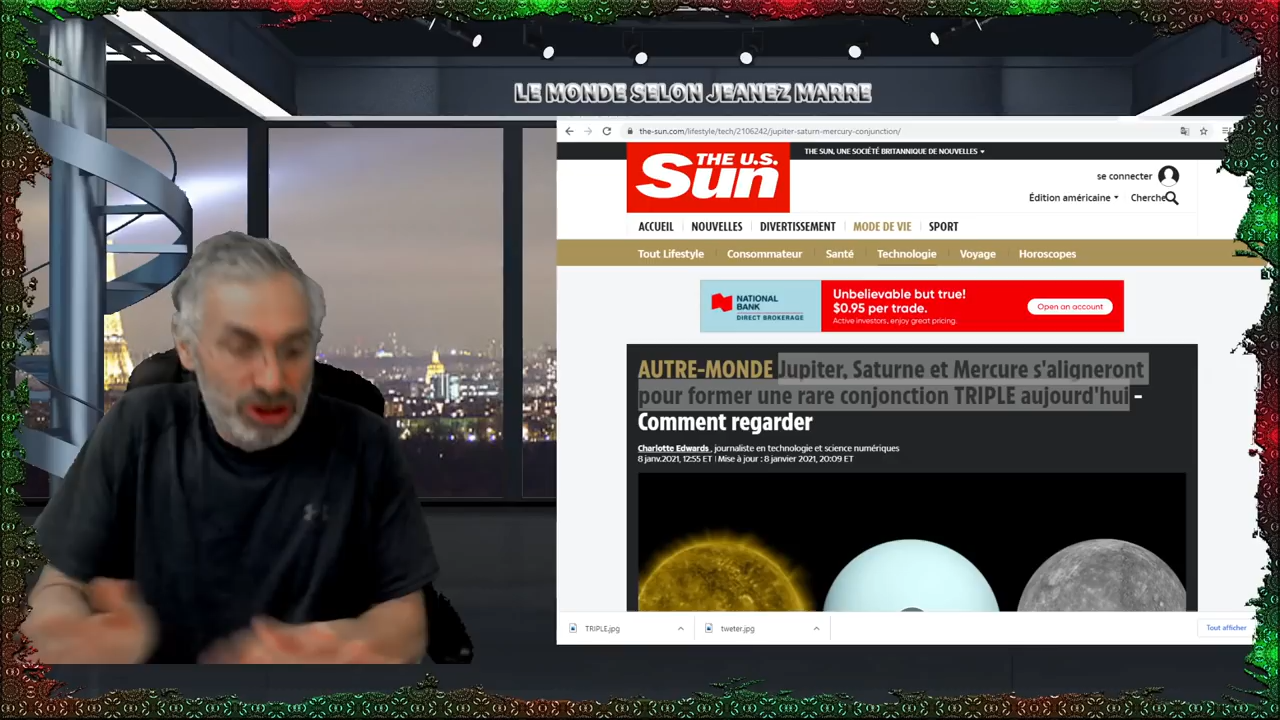 LE MONDE SELON JEANEZ MARRE
the-sun.com/lifestyle/tech/2106242/jupiter-saturn-mercury-conjunction/
THE U.S.
Sun
THE SUN, UNE SOCIÉTÉ BRITANNIQUE DE NOUVELLES
se connecter
Édition américaine
Cherche
ACCUEIL NOUVELLES DIVERTISSEMENT MODE DE VIE SPORT
Tout Lifestyle Consommateur Santé Technologie Voyage Horoscopes
NATIONAL
BANK
DIRECT BROKERAGE
Unbelievable but true!
$0.95 per trade.
Active investors, enjoy great pricing.
Open an account
AUTRE-MONDE Jupiter, Saturne et Mercure s'aligneront
pour former une rare conjonction TRIPLE aujourd'hui -
Comment regarder
Charlotte Edwards , journaliste en technologie et science numériques
8 janv.2021, 12:55 ET | Mise à jour : 8 janvier 2021, 20:09 ET
TRIPLE.jpg
tweter.jpg
Tout afficher